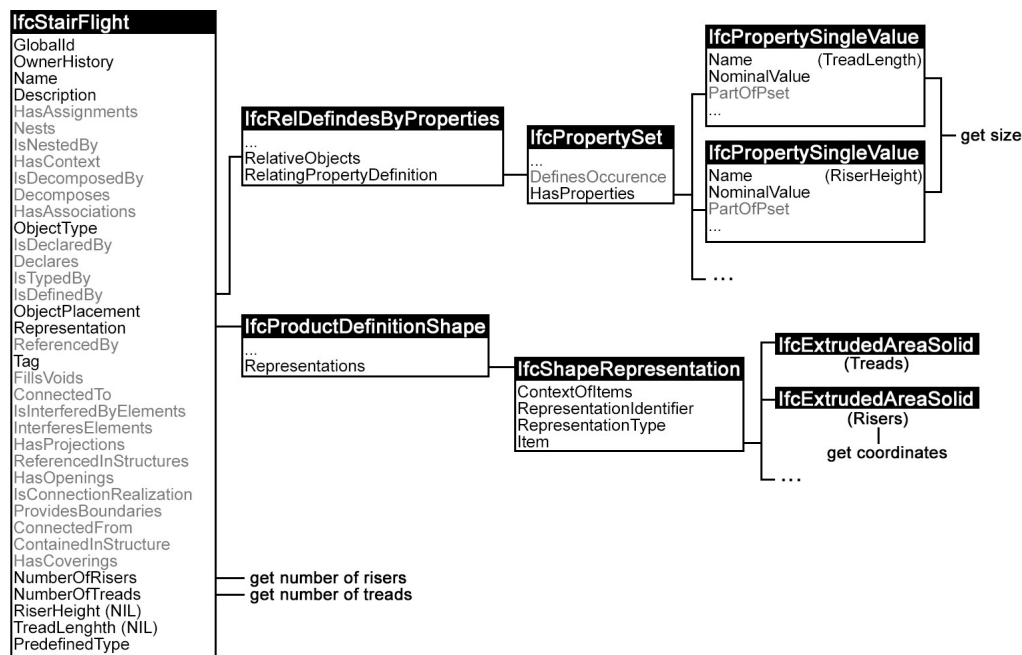 IfcStairFlight
GlobalId
OwnerHistory
Name
Description
HasAssignments
Nests
IsNestedBy
HasContext
IsDecomposedBy
Decomposes
HasAssociations
ObjectType
IsDeclaredBy
Declares
IsTypedBy
IsDefinedBy
ObjectPlacement
Representation
ReferencedBy
Tag
FillsVoids
ConnectedTo
IsInterferedByElements
InterferesElements
HasProjections
ReferencedInStructures
HasOpenings
IsConnectionRealization
ProvidesBoundaries
ConnectedFrom
ContainedInStructure
HasCoverings
NumberOfRisers
NumberOfTreads
RiserHeight (NIL)
TreadLenghth (NIL)
PredefinedType
get number of risers
get number of treads
IfcRelDefindesByProperties
...
RelativeObjects
RelatingPropertyDefinition
IfcPropertySet
...
DefinesOccurence
HasProperties
IfcPropertySingleValue
Name (TreadLength)
NominalValue
PartOfPset
...
IfcPropertySingleValue
Name (RiserHeight)
NominalValue
PartOfPset
...
...
get size
IfcProductDefinitionShape
...
Representations
IfcShapeRepresentation
ContextOfItems
RepresentationIdentifier
RepresentationType
Item
IfcExtrudedAreaSolid
(Treads)
IfcExtrudedAreaSolid
(Risers)
get coordinates
...